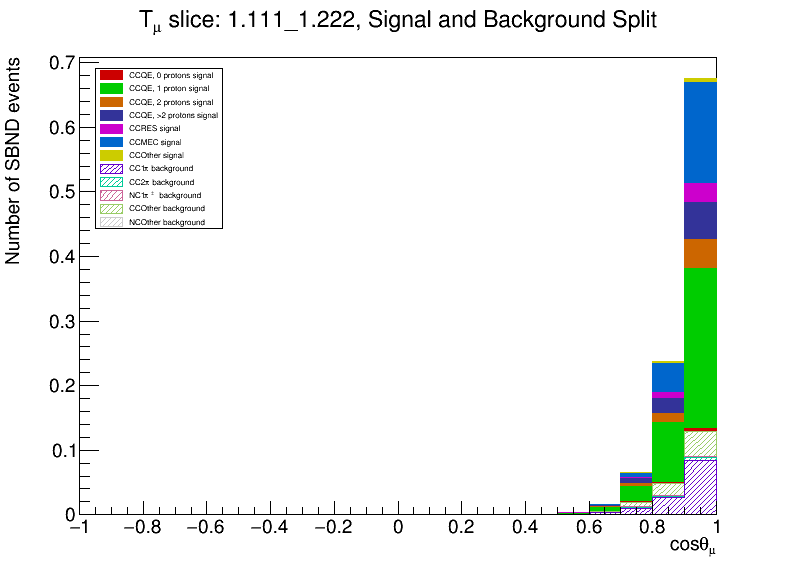 Tμ slice: 1.111_1.222, Signal and Background Split
Number of SBND events
0.7
0.6
0.5
0.4
0.3
0.2
0.1
0
CCQE, 0 protons signal
CCQE, 1 proton signal
CCQE, 2 protons signal
CCQE, >2 protons signal
CCRES signal
CCMEC signal
CCOther signal
CC1π background
CC2π background
NC1π± background
CCOther background
NCOther background
−1 −0.8 −0.6 −0.4 −0.2 0 0.2 0.4 0.6 0.8 1
cosθμ